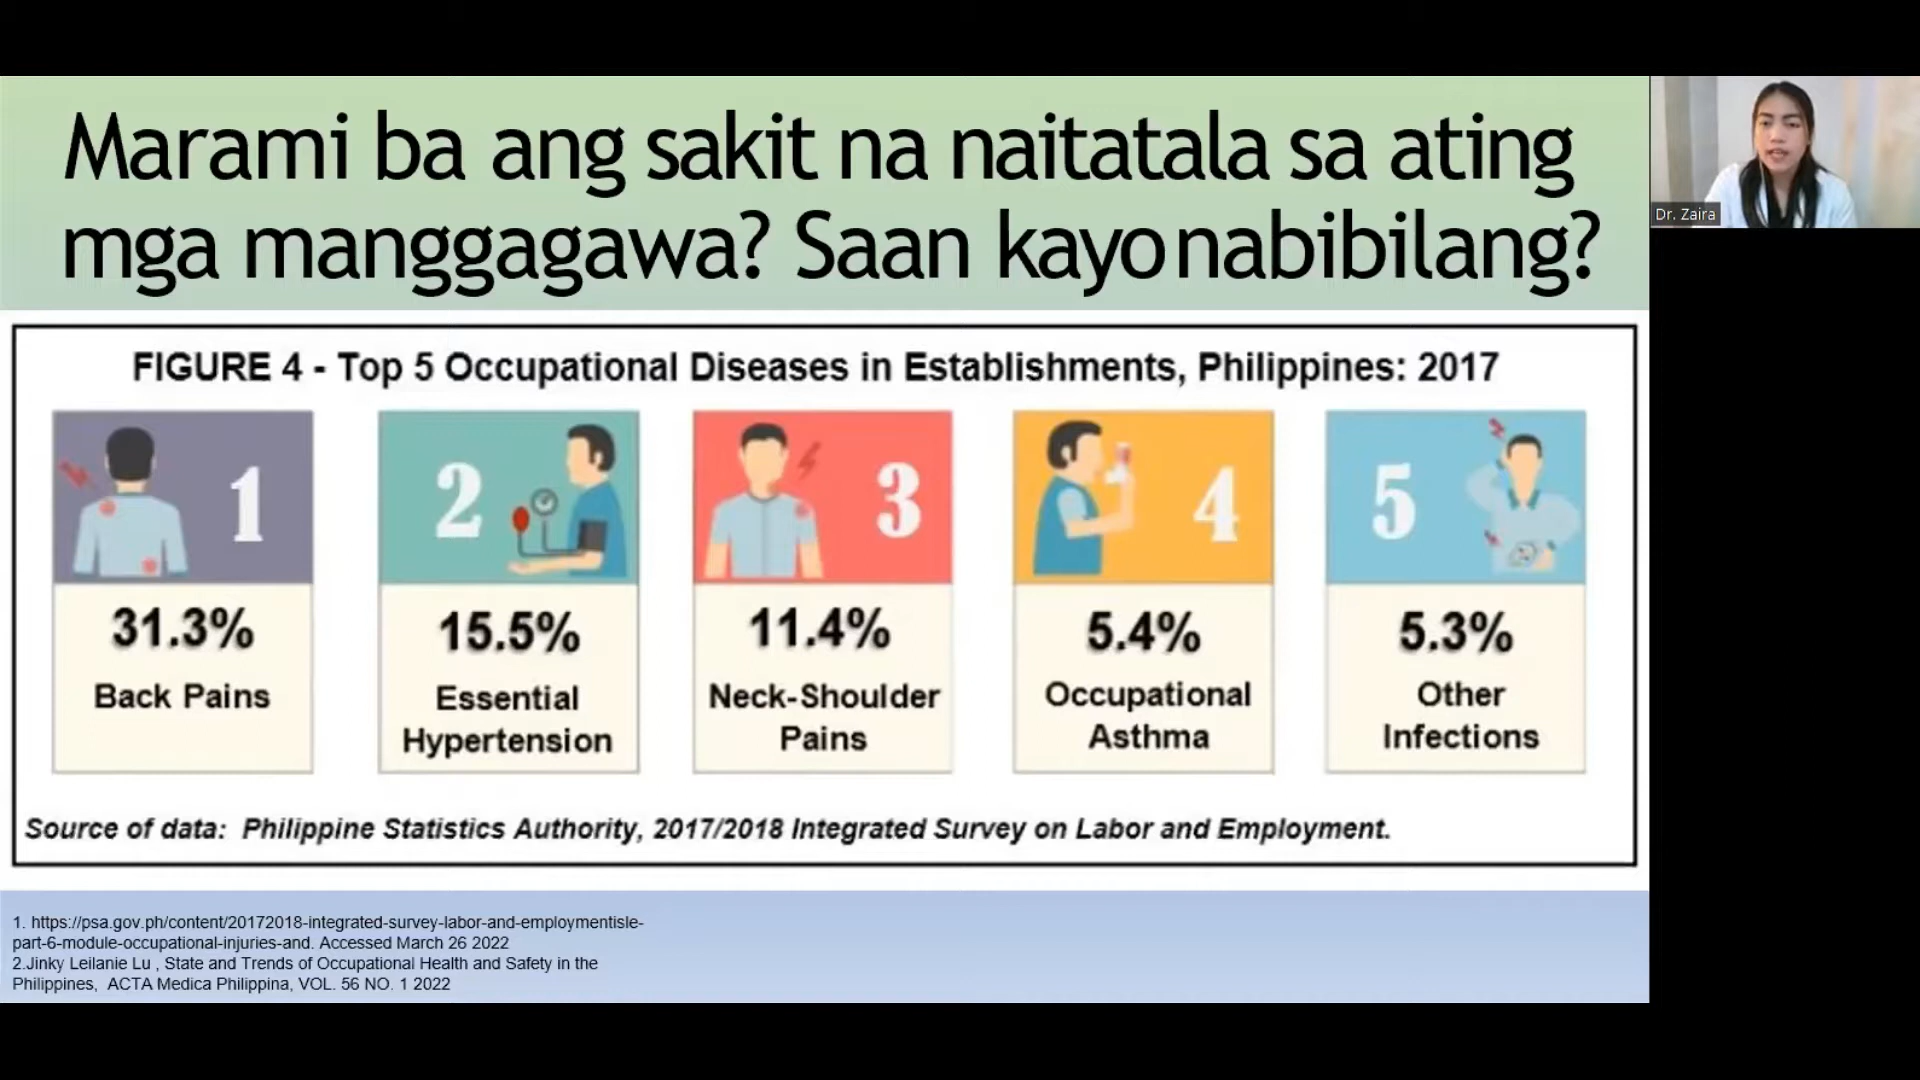 Marami ba ang sakit na naitatala sa ating
mga manggagawa? Saan kayo nabibilang?
Dr. Zaira
FIGURE 4 - Top 5 Occupational Diseases in Establishments, Philippines: 2017
1
31.3%
Back Pains
2
15.5%
Essential
Hypertension
3
11.4%
Neck-Shoulder
Pains
4
5.4%
Occupational
Asthma
5
5.3%
Other
Infections
Source of data: Philippine Statistics Authority, 2017/2018 Integrated Survey on Labor and Employment.
1. https://psa.gov.ph/content/20172018-integrated-survey-labor-and-employmentisle-
part-6-module-occupational-injuries-and. Accessed March 26 2022
2.Jinky Leilanie Lu , State and Trends of Occupational Health and Safety in the
Philippines, ACTA Medica Philippina, VOL. 56 NO. 1 2022